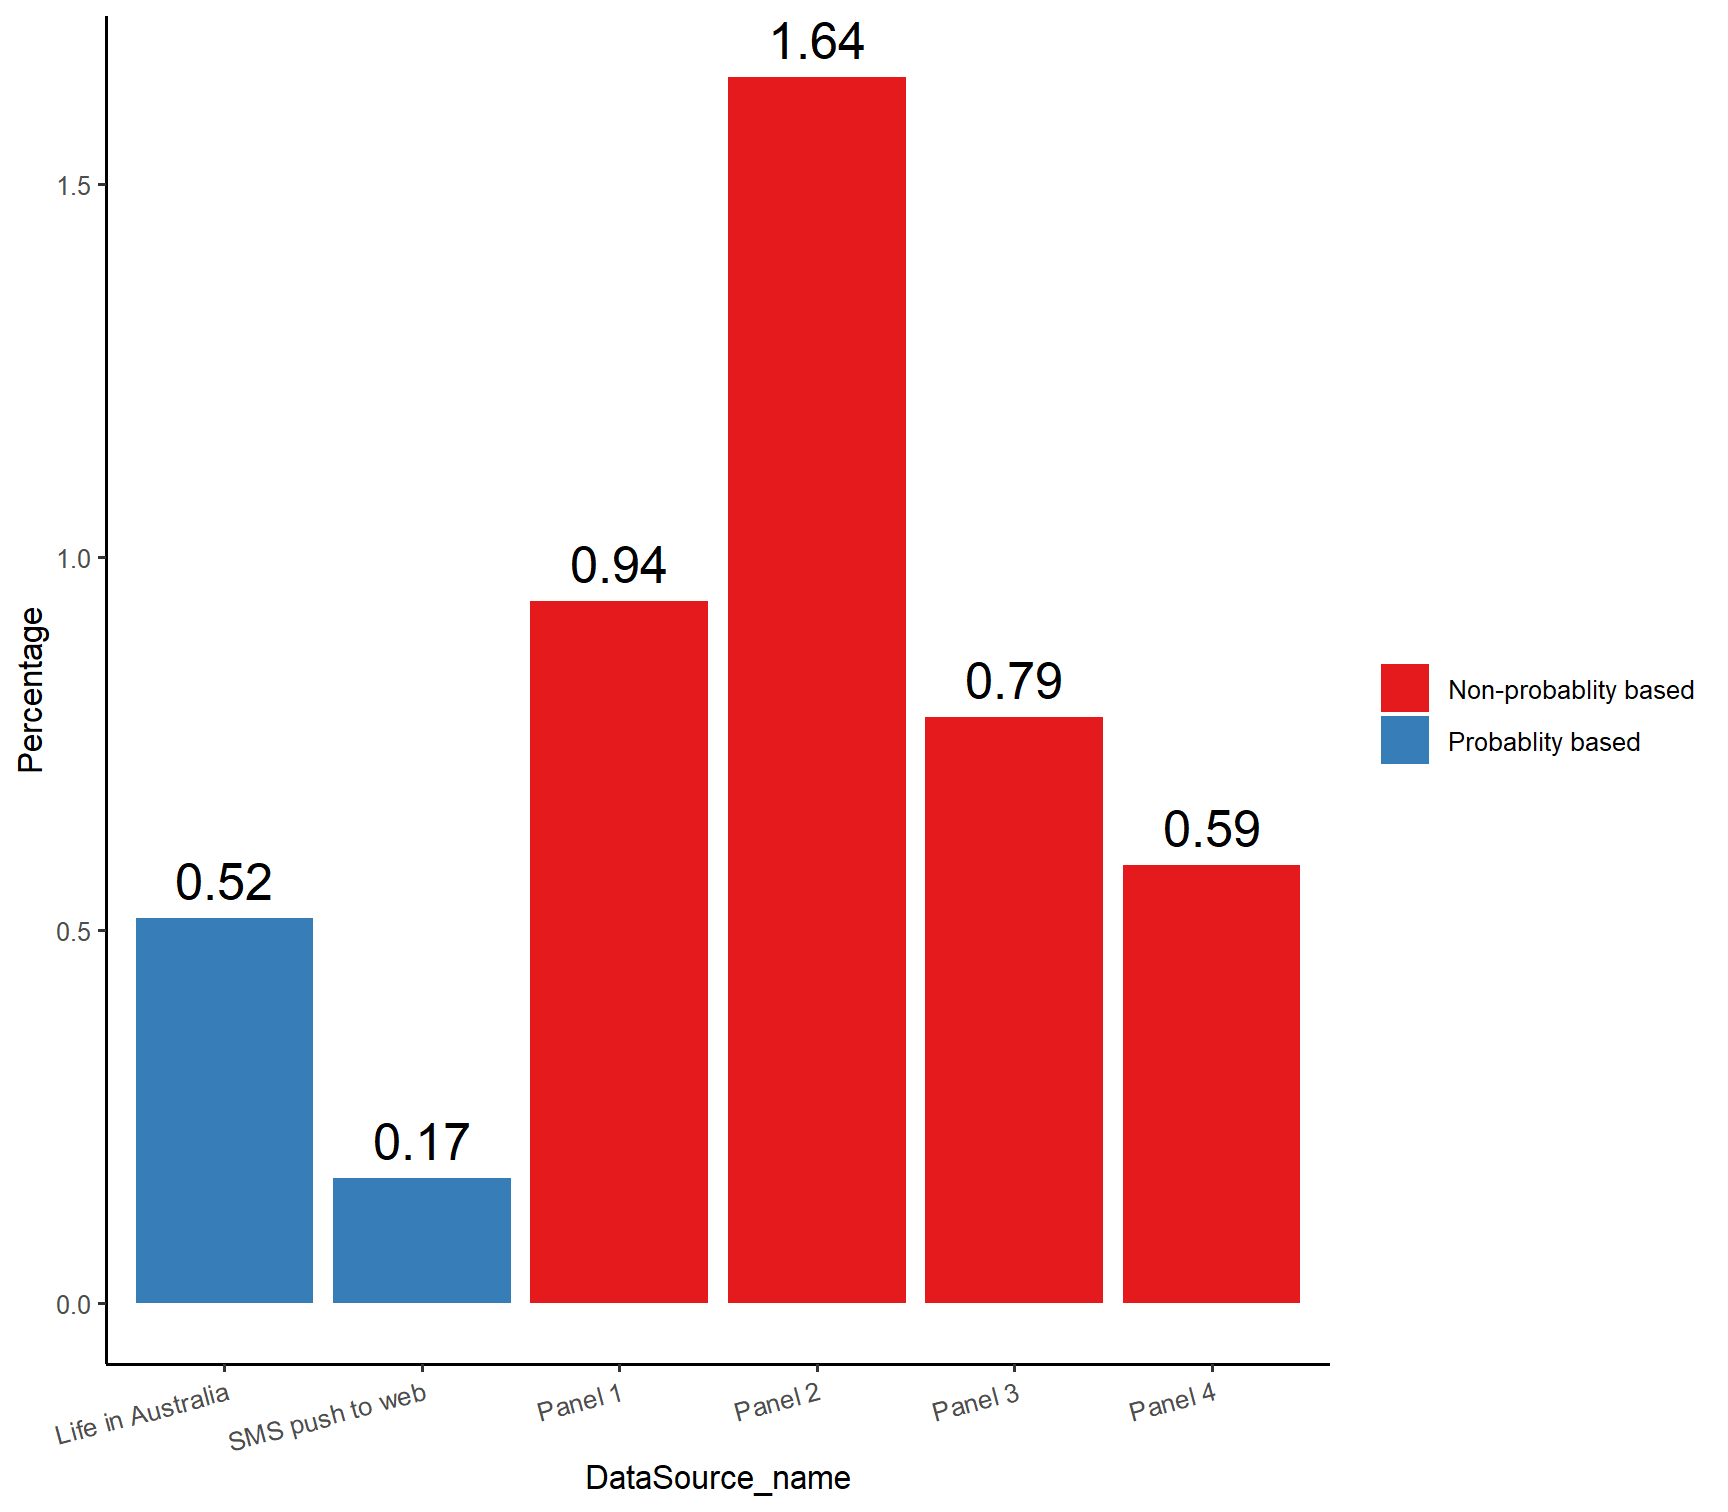 1.64
1.5
1.0
0.94
0.79
0.59
0.52
0.5
0.17
0.0
Percentage
Non-probablity based
Probablity based
Life in Australia
SMS push to web
Panel 1
Panel 2
Panel 3
Panel 4
DataSource_name